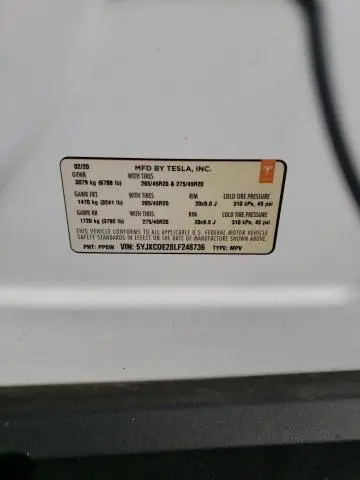 02/20 MFD BY TESLA, INC.
GVWR WITH TIRES
3079 kg (6788 lb) 265/45R20 & 275/45R20
GAWR FRT WITH TIRES RIM COLD TIRE PRESSURE
1470 kg (3241 lb) 265/45R20 20x9.0 J 310 kPa, 45 psi
GAWR RR WITH TIRES RIM COLD TIRE PRESSURE
1720 kg (3792 lb) 275/45R20 20x9.5 J 310 kPa, 45 psi
THIS VEHICLE CONFORMS TO ALL APPLICABLE U.S. FEDERAL MOTOR VEHICLE
SAFETY STANDARDS IN EFFECT ON THE DATE OF MANUFACTURE SHOWN ABOVE.
PNT: PPSW VIN: 5YJXCDE28LF248736 TYPE: MPV